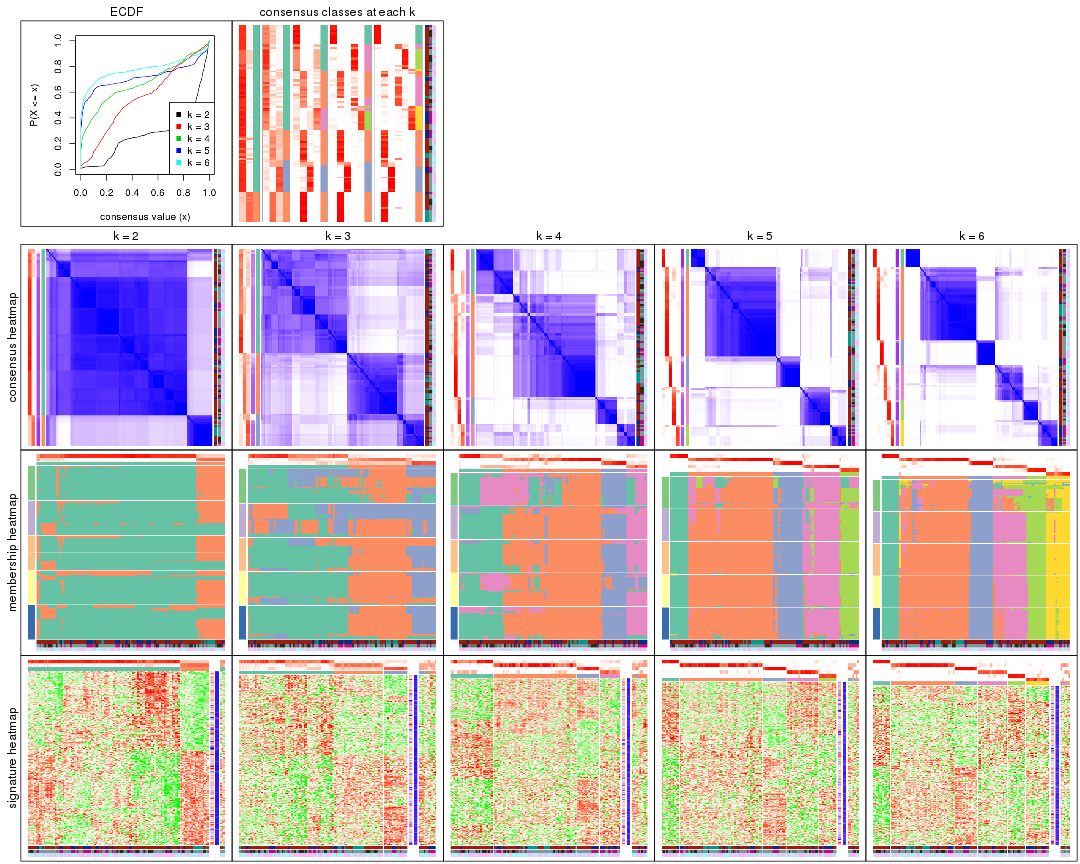 ECDF
consensus classes at each k
P(X <= x)
0.0 0.2 0.4 0.6 0.8 1.0
k = 2
k = 3
k = 4
k = 5
k = 6
0.0 0.2 0.4 0.6 0.8 1.0
consensus value (x)
k = 2
k = 3
k = 4
k = 5
k = 6
consensus heatmap
membership heatmap
signature heatmap